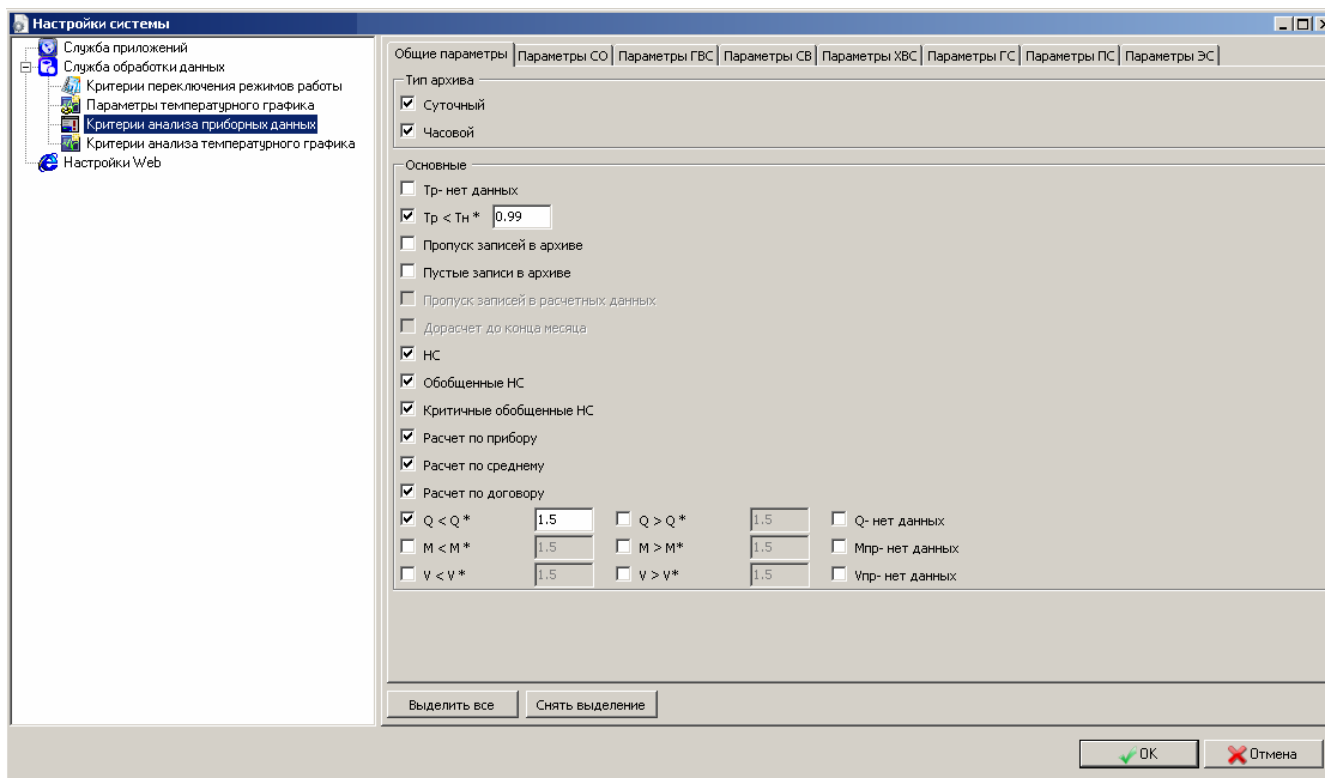 Настройки системы
Служба приложений
Служба обработки данных
Критерии переключения режимов работы
Параметры температурного графика
Критерии анализа приборных данных
Критерии анализа температурного графика
Настройки Web
Общие параметры Параметры СО Параметры ГВС Параметры СВ Параметры ХВС Параметры ГС Параметры ПС Параметры ЭС
Тип архива
Суточный
Часовой
Основные
Тр- нет данных
Тр < Тн * 0.99
Пропуск записей в архиве
Пустые записи в архиве
Пропуск записей в расчетных данных
Дорасчет до конца месяца
НС
Обобщенные НС
Критичные обобщенные НС
Расчет по прибору
Расчет по среднему
Расчет по договору
Q < Q * 1.5 Q > Q * 1.5 Q- нет данных
M < M * 1.5 M > M* 1.5 Mпр- нет данных
V < V * 1.5 V > V* 1.5 Vпр- нет данных
Выделить все Снять выделение
OK Отмена